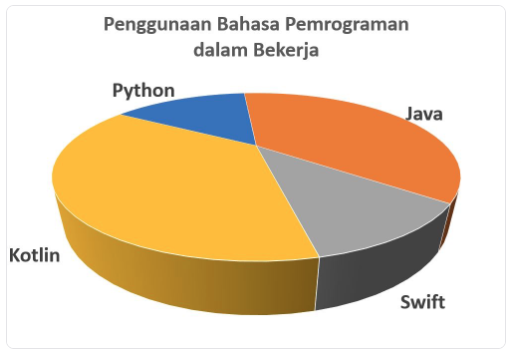 Penggunaan Bahasa Pemrograman
dalam Bekerja
Python
Java
Kotlin
Swift